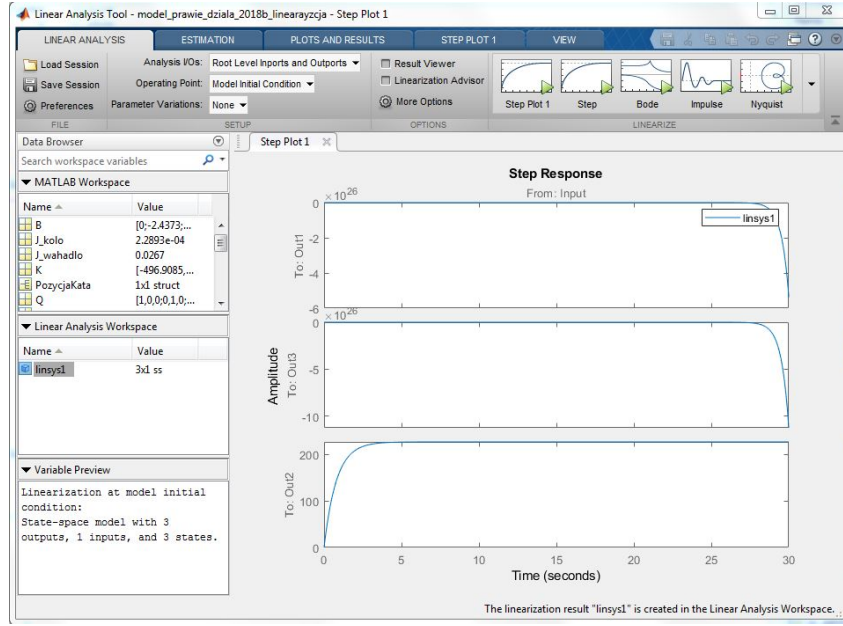 Linear Analysis Tool - model_prawie_dziala_2018b_linearayzcja - Step Plot 1
LINEAR ANALYSIS ESTIMATION PLOTS AND RESULTS STEP PLOT 1 VIEW
Load Session
Save Session
Preferences
FILE
Analysis I/Os: Root Level Inports and Outports
Operating Point: Model Initial Condition
Parameter Variations: None
SETUP
Result Viewer
Linearization Advisor
More Options
OPTIONS
Step Plot 1 Step Bode Impulse Nyquist
LINEARIZE
Data Browser
Search workspace variables
MATLAB Workspace
Name Value
B [0;-2.4373;...
J_kolo 2.2893e-04
J_wahadlo 0.0267
K [-496.9085,...
PozycjaKata 1x1 struct
Q [1,0,0;0,1,0;...
Linear Analysis Workspace
Name Value
linsys1 3x1 ss
Variable Preview
Linearization at model initial
condition:
State-space model with 3
outputs, 1 inputs, and 3 states.
Step Plot 1
Step Response
From: Input
×10^26
0
-2
-4
-6
To: Out1
linsys1
×10^26
0
-5
-10
To: Out3
Amplitude
200
100
0
To: Out2
0 5 10 15 20 25 30
Time (seconds)
The linearization result "linsys1" is created in the Linear Analysis Workspace.